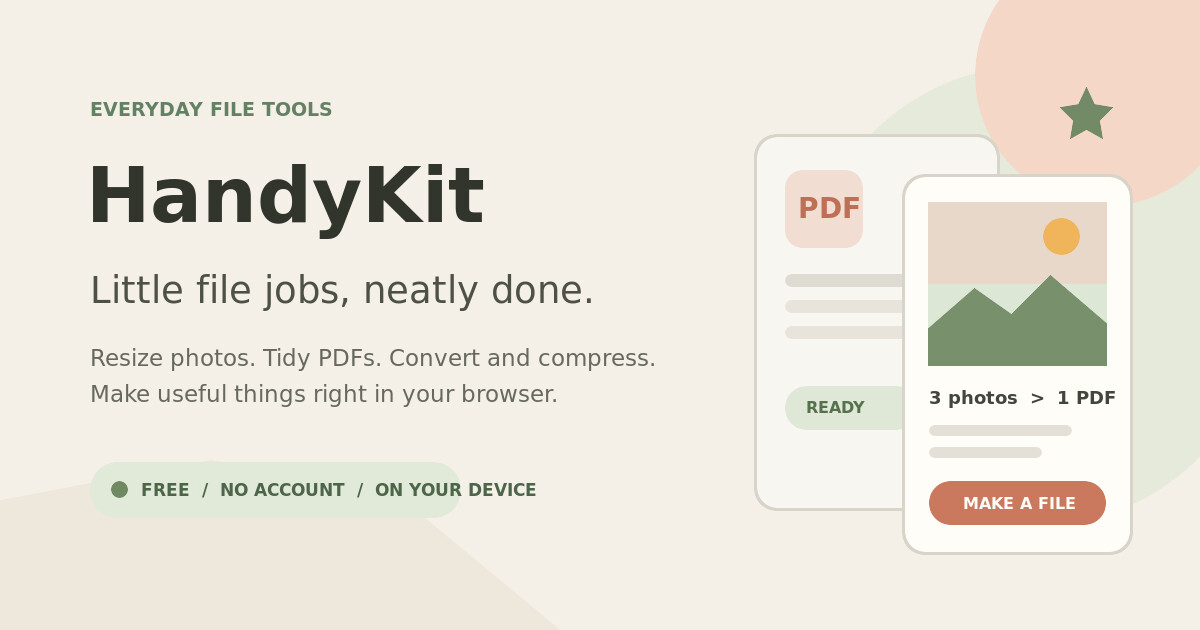 EVERYDAY FILE TOOLS
HandyKit
Little file jobs, neatly done.
Resize photos. Tidy PDFs. Convert and compress.
Make useful things right in your browser.
FREE / NO ACCOUNT / ON YOUR DEVICE
PDF
READY
3 photos > 1 PDF
MAKE A FILE